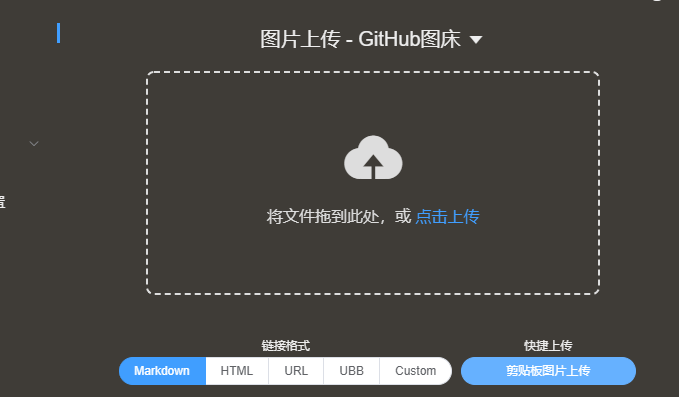 图片上传 - GitHub图床
将文件拖到此处，或 点击上传
链接格式
快捷上传
Markdown HTML URL UBB Custom
剪贴板图片上传